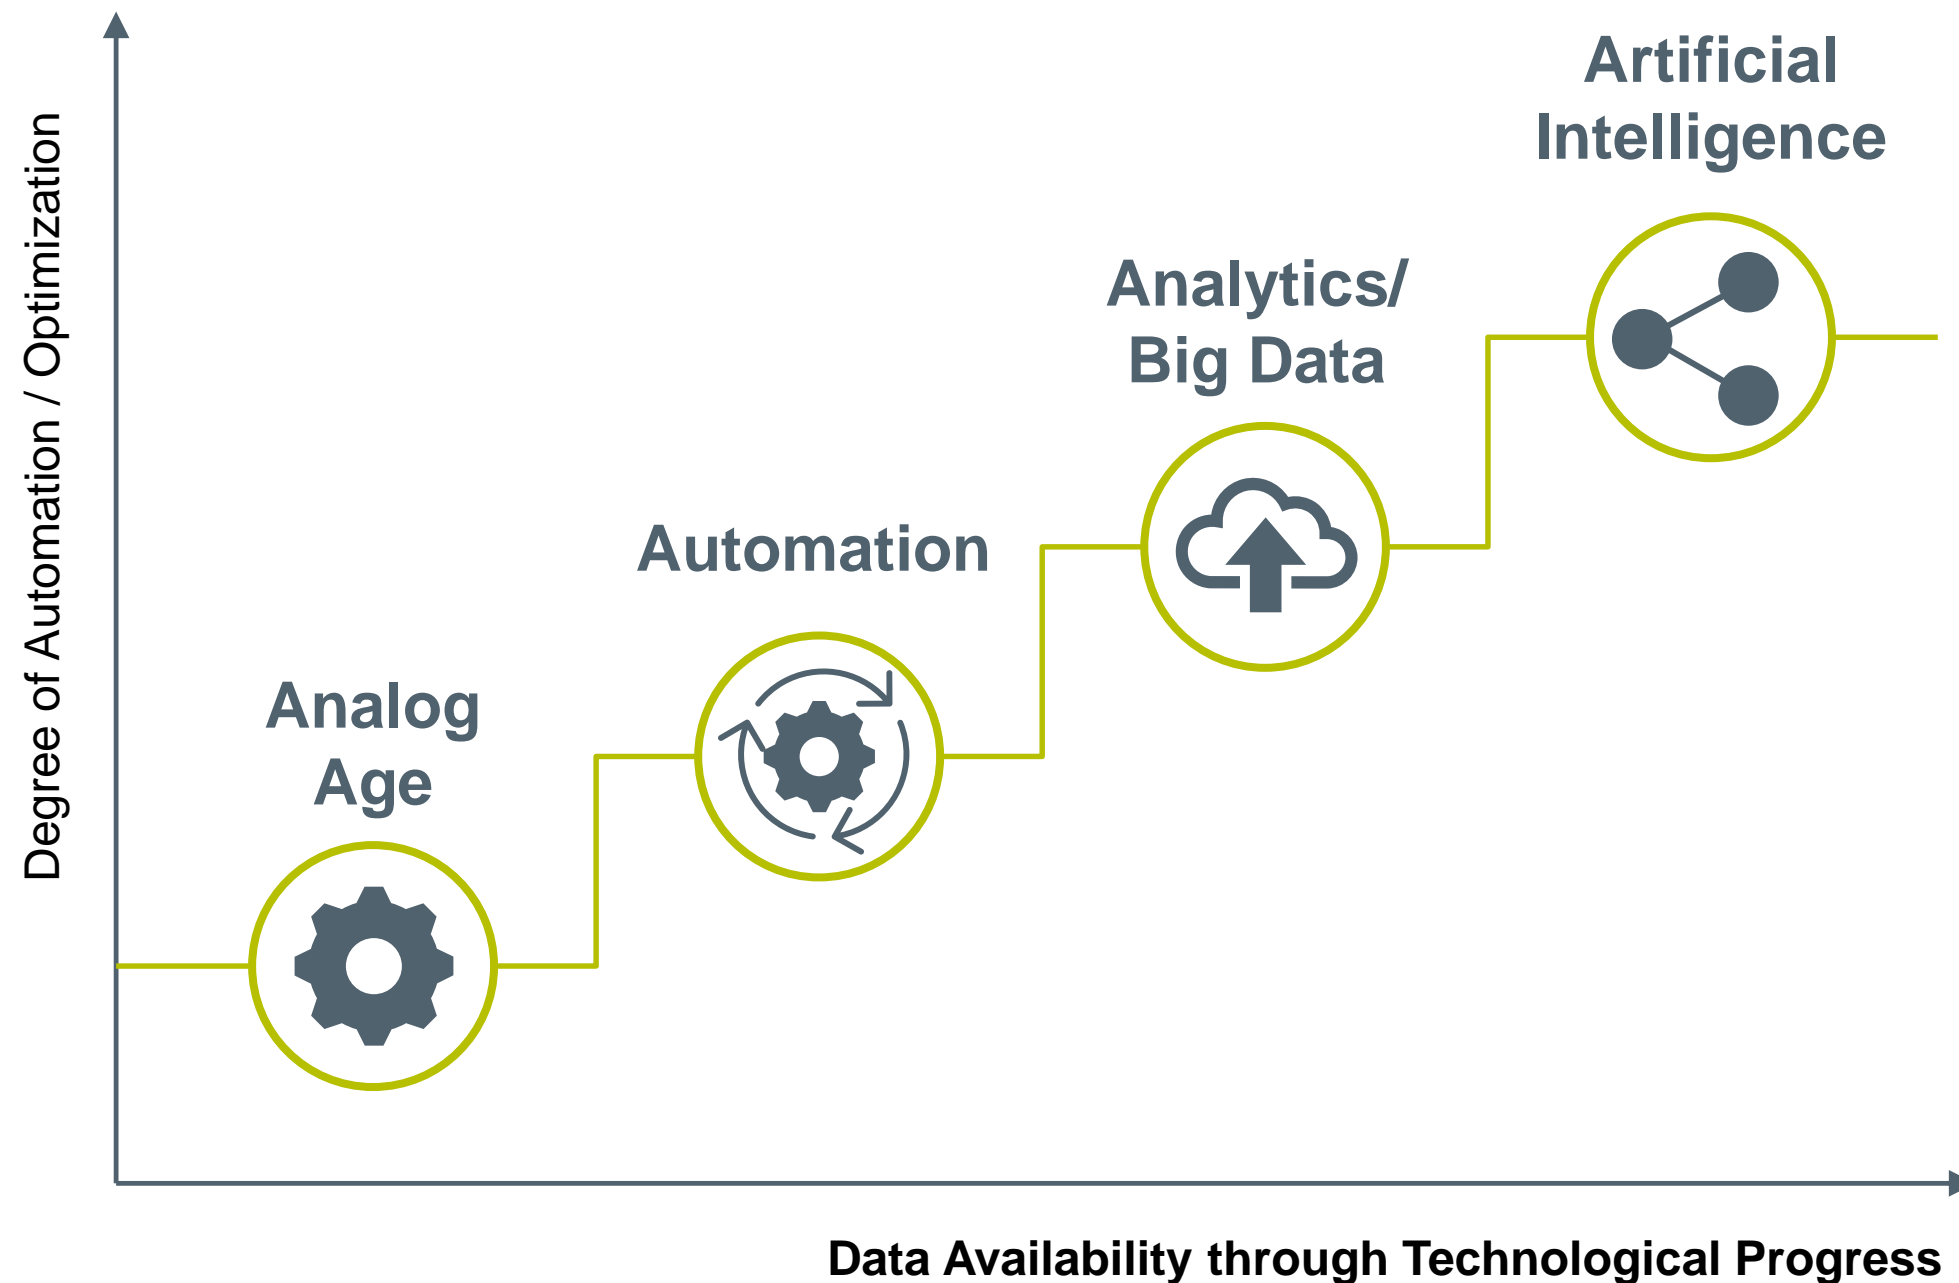 Artificial
Intelligence
Analytics/
Big Data
Automation
Analog
Age
Degree of Automation / Optimization
Data Availability through Technological Progress